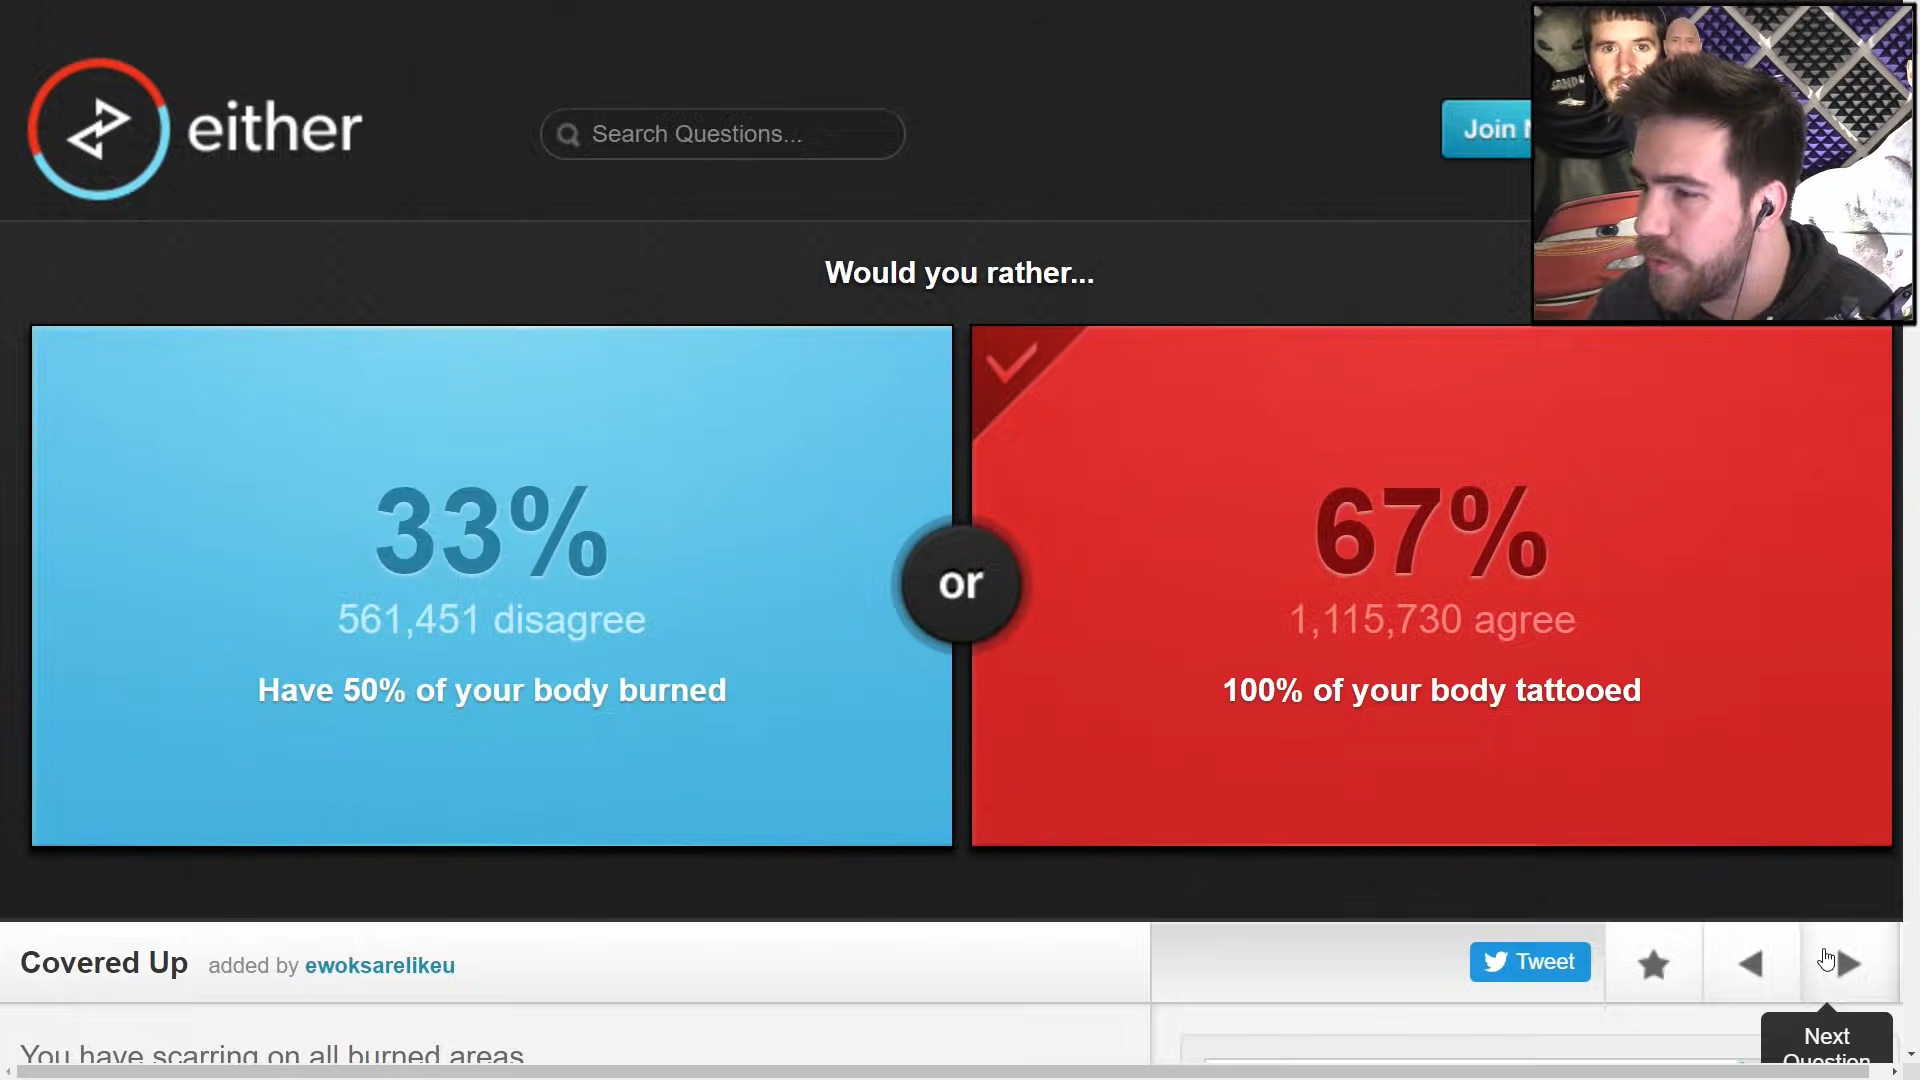 either
Search Questions...
Join
Would you rather...
33%
561,451 disagree
Have 50% of your body burned
or
67%
1,115,730 agree
100% of your body tattooed
Covered Up added by ewoksarelikeu
Tweet
Next
Question
You have scarring on all burned areas